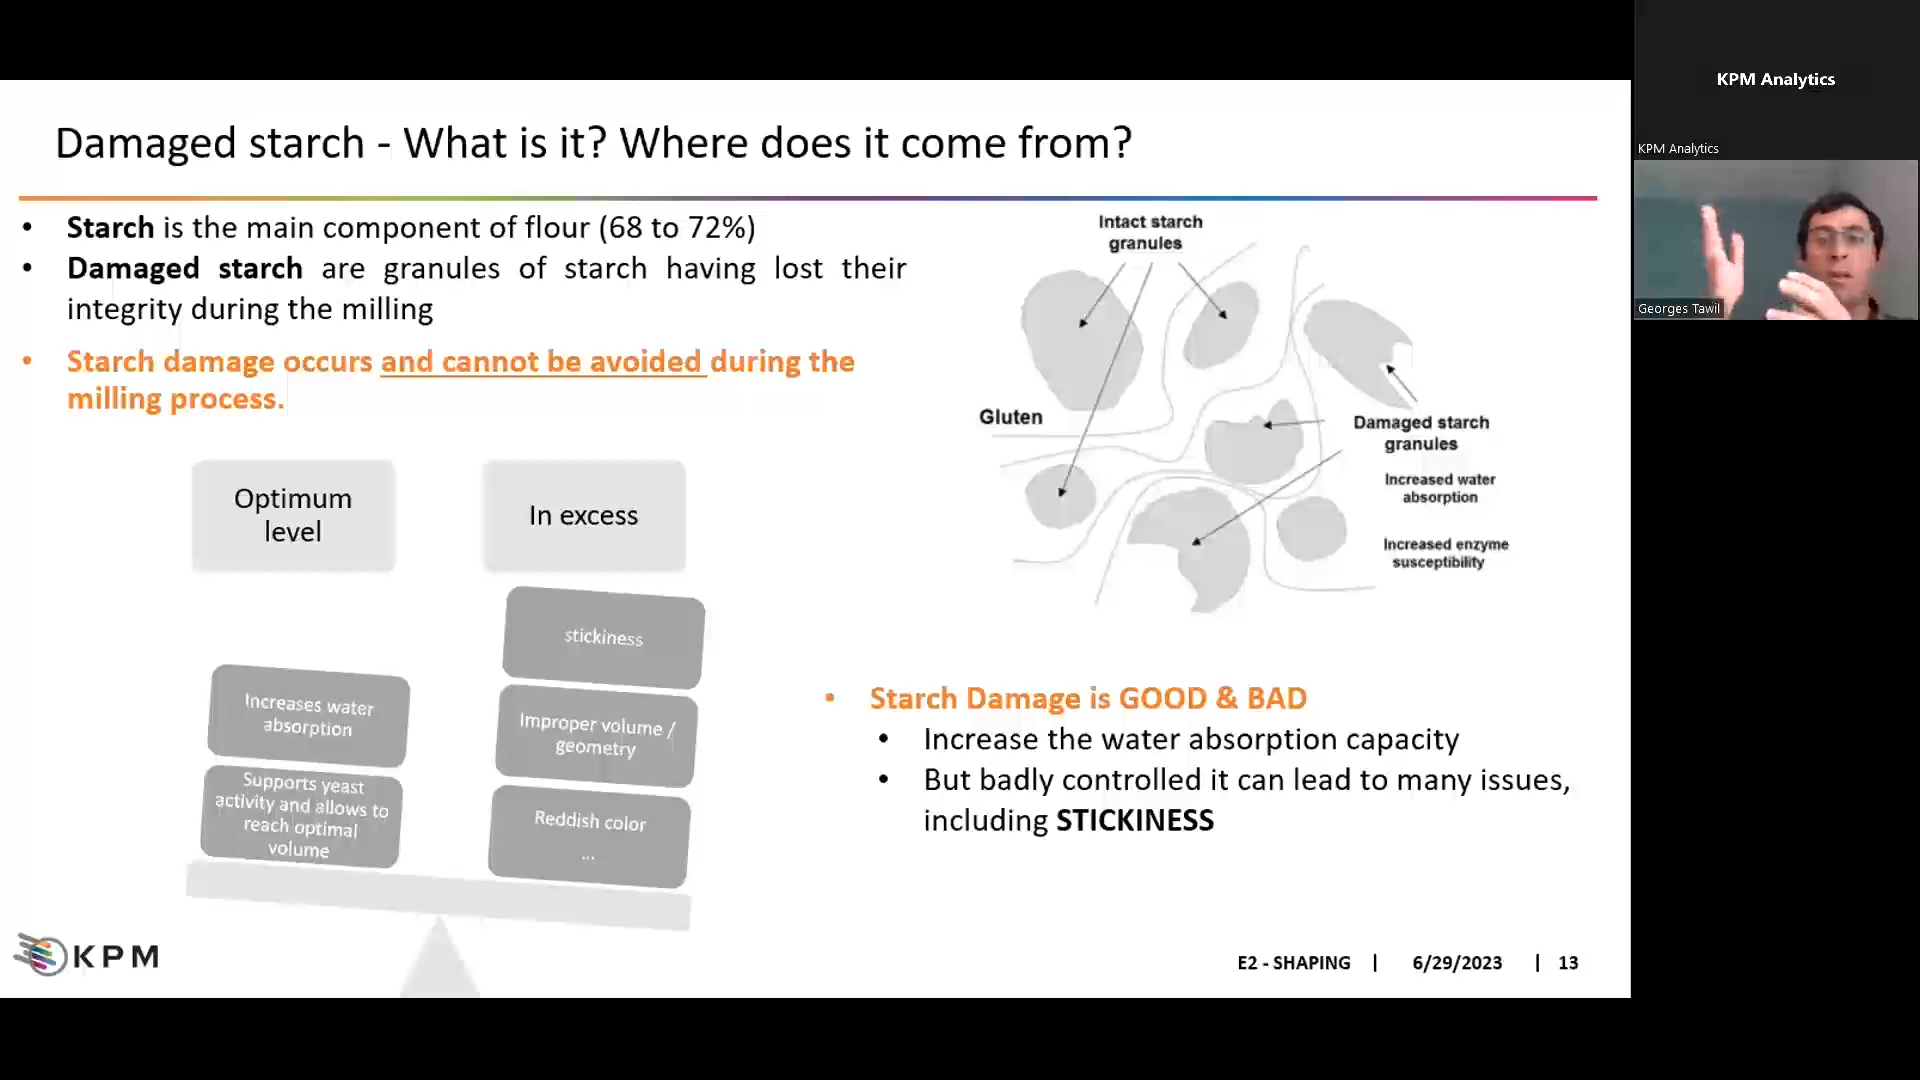 Damaged starch - What is it? Where does it come from?
• Starch is the main component of flour (68 to 72%)
• Damaged starch are granules of starch having lost their
integrity during the milling
• Starch damage occurs and cannot be avoided during the
milling process.
Optimum
level
In excess
stickiness
Increases water
absorption
Improper volume /
geometry
Supports yeast
activity and allows to
reach optimal
volume
Reddish color
...
Intact starch
granules
Gluten
Damaged starch
granules
Increased water
absorption
Increased enzyme
susceptibility
• Starch Damage is GOOD & BAD
• Increase the water absorption capacity
• But badly controlled it can lead to many issues,
including STICKINESS
KPM
E2 - SHAPING | 6/29/2023 | 13
KPM Analytics
KPM Analytics
Georges Tawil